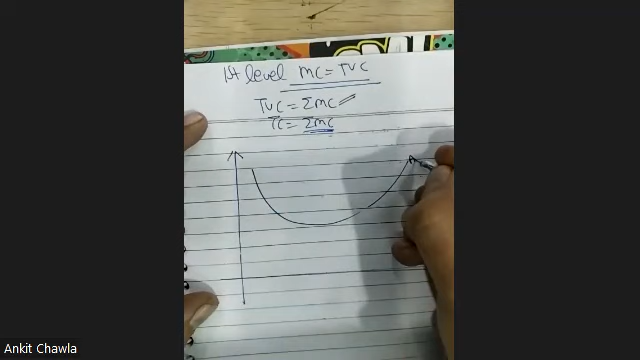 1st level MC = TVC
TVC = ΣMC
TC = ΣMC
Ankit Chawla